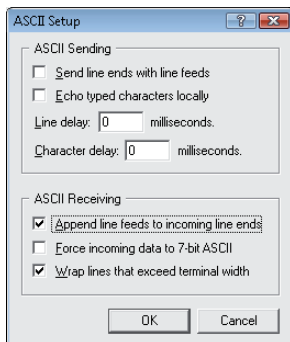 ASCII Setup
ASCII Sending
Send line ends with line feeds
Echo typed characters locally
Line delay: 0 milliseconds.
Character delay: 0 milliseconds.
ASCII Receiving
Append line feeds to incoming line ends
Force incoming data to 7-bit ASCII
Wrap lines that exceed terminal width
OK Cancel